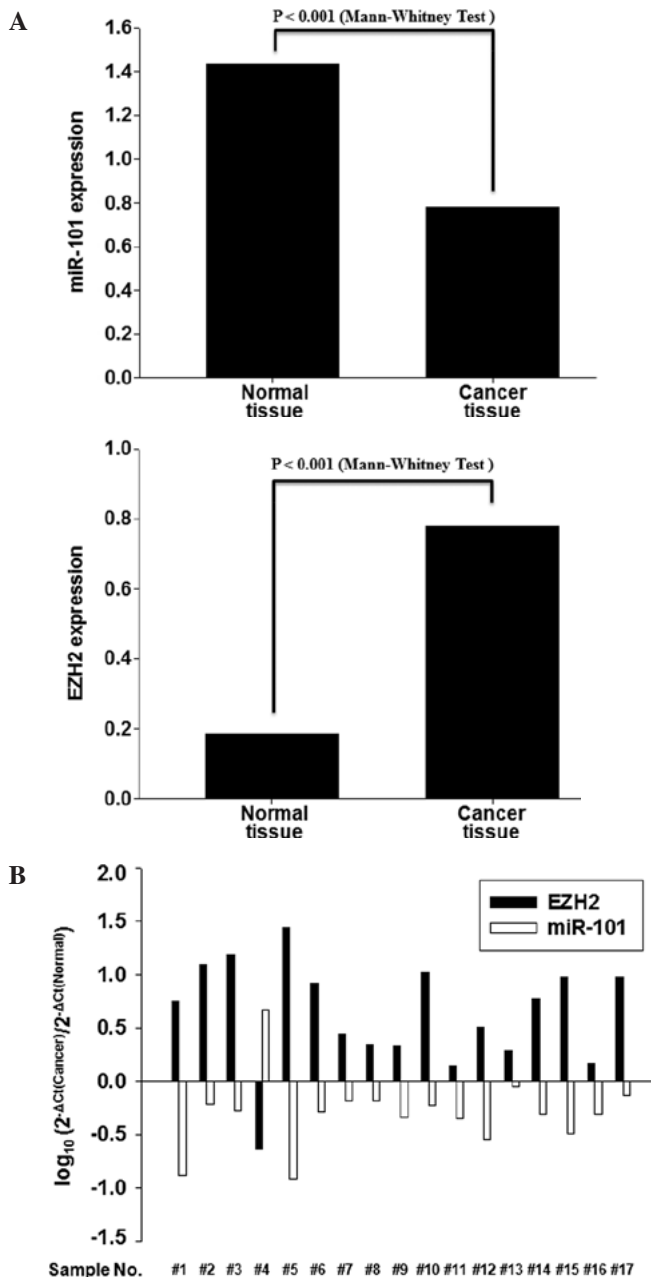 A
P < 0.001 (Mann-Whitney Test)
miR-101 expression
1.6
1.4
1.2
1.0
0.8
0.6
0.4
0.2
0.0
Normal tissue
Cancer tissue
P < 0.001 (Mann-Whitney Test )
EZH2 expression
1.0
0.8
0.6
0.4
0.2
0.0
Normal tissue
Cancer tissue
B
log₁₀ (2^-ΔCt(Cancer)/2^-ΔCt(Normal))
2.0
1.5
1.0
0.5
0.0
-0.5
-1.0
-1.5
EZH2
miR-101
Sample No. #1 #2 #3 #4 #5 #6 #7 #8 #9 #10 #11 #12 #13 #14 #15 #16 #17